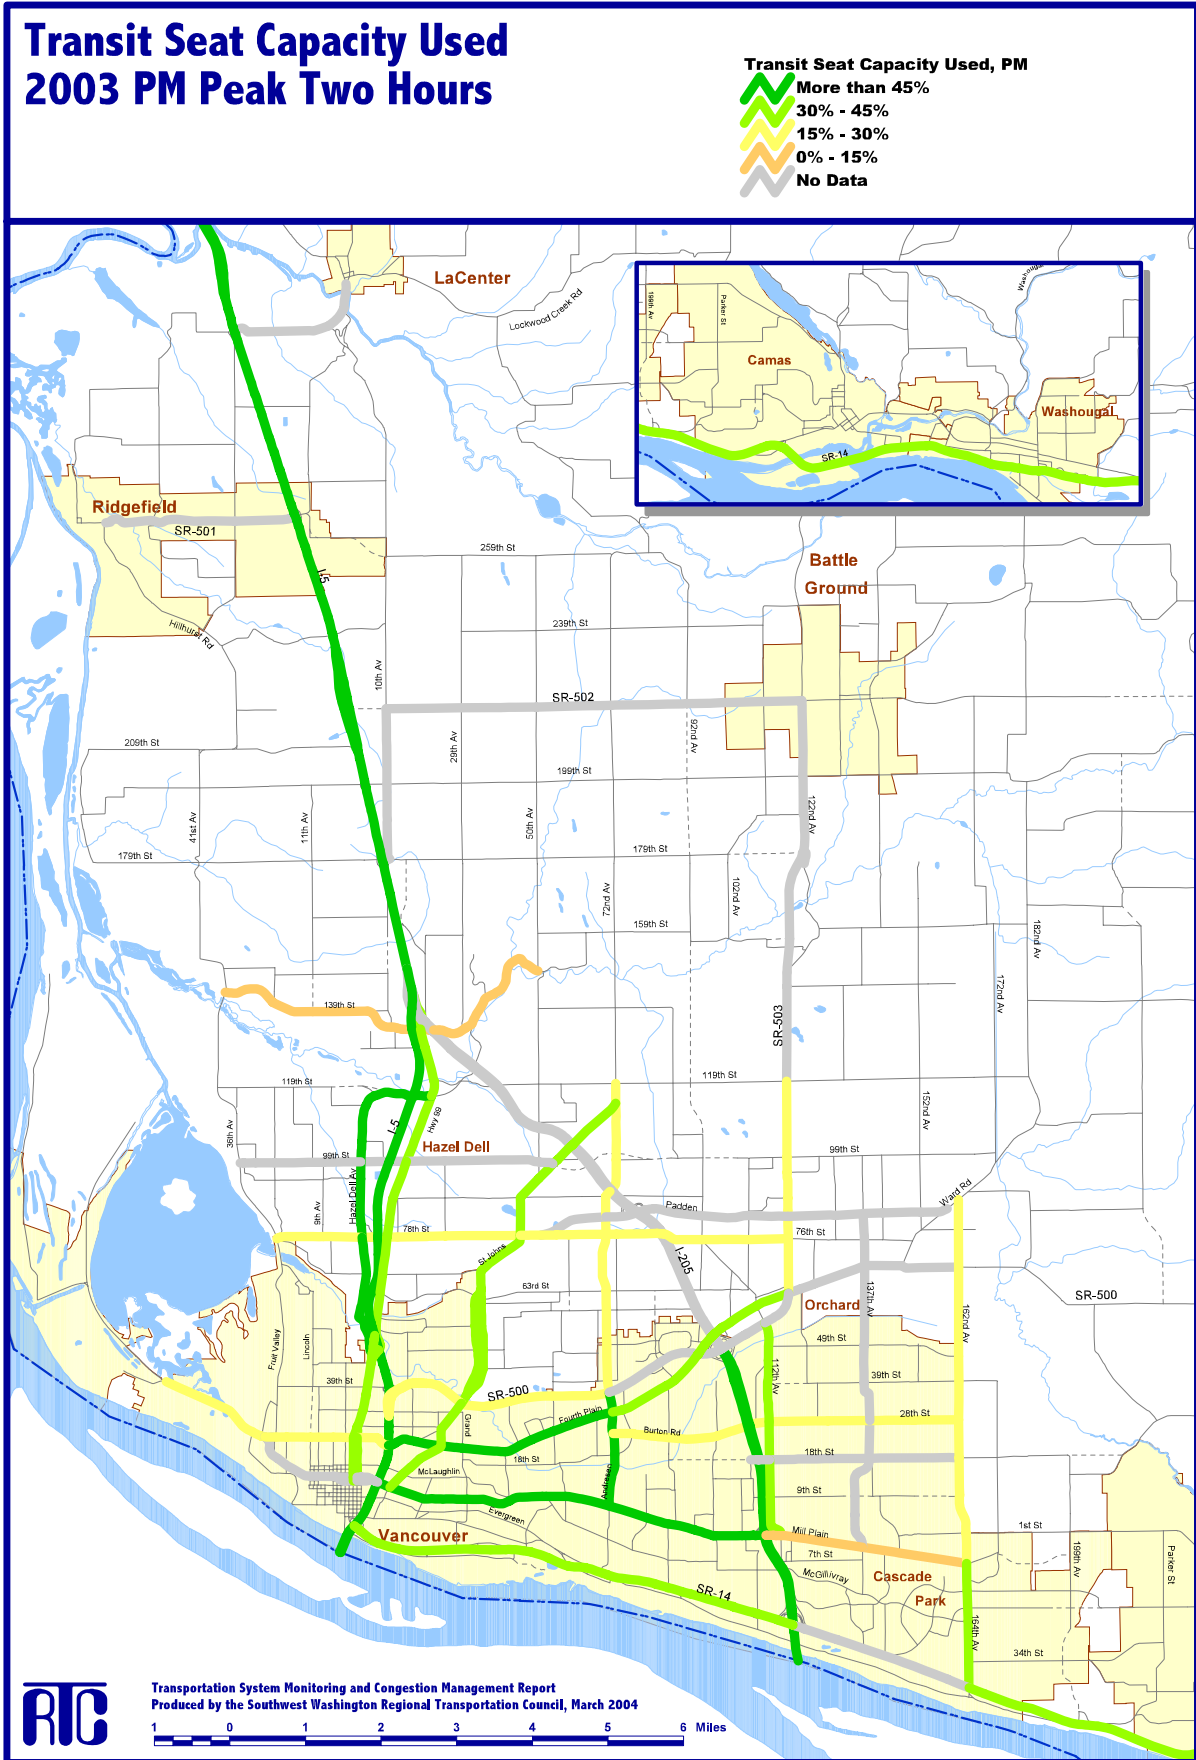 Transit Seat Capacity Used
2003 PM Peak Two Hours
Transit Seat Capacity Used, PM
More than 45%
30% - 45%
15% - 30%
0% - 15%
No Data
LaCenter
Lockwood Creek Rd
199th Av
Parker St
Camas
Washougal
SR-14
Ridgefield
SR-501
I-5
Hillhurst Rd
259th St
Battle
Ground
239th St
10th Av
SR-502
92nd Av
29th Av
209th St
199th St
41st Av
11th Av
50th Av
122nd Av
179th St
179th St
72nd Av
102nd Av
159th St
182nd Av
172nd Av
139th St
SR-503
119th St
119th St
152nd Av
36th Av
I-5
Hwy 99
Hazel Dell
99th St
99th St
Hazel Dell Av
9th Av
78th St
Padden
Ward Rd
76th St
St Johns
I-205
63rd St
137th Av
SR-500
Orchard
162nd Av
Fruit Valley
Lincoln
49th St
112th Av
39th St
39th St
SR-500
Grand
Fourth Plain
28th St
Burton Rd
18th St
18th St
McLaughlin
Andresen
9th St
Evergreen
Vancouver
Mill Plain
1st St
7th St
199th Av
Parker St
McGillivray
Cascade
Park
SR-14
164th Av
34th St
RTC
Transportation System Monitoring and Congestion Management Report
Produced by the Southwest Washington Regional Transportation Council, March 2004
1 0 1 2 3 4 5 6 Miles